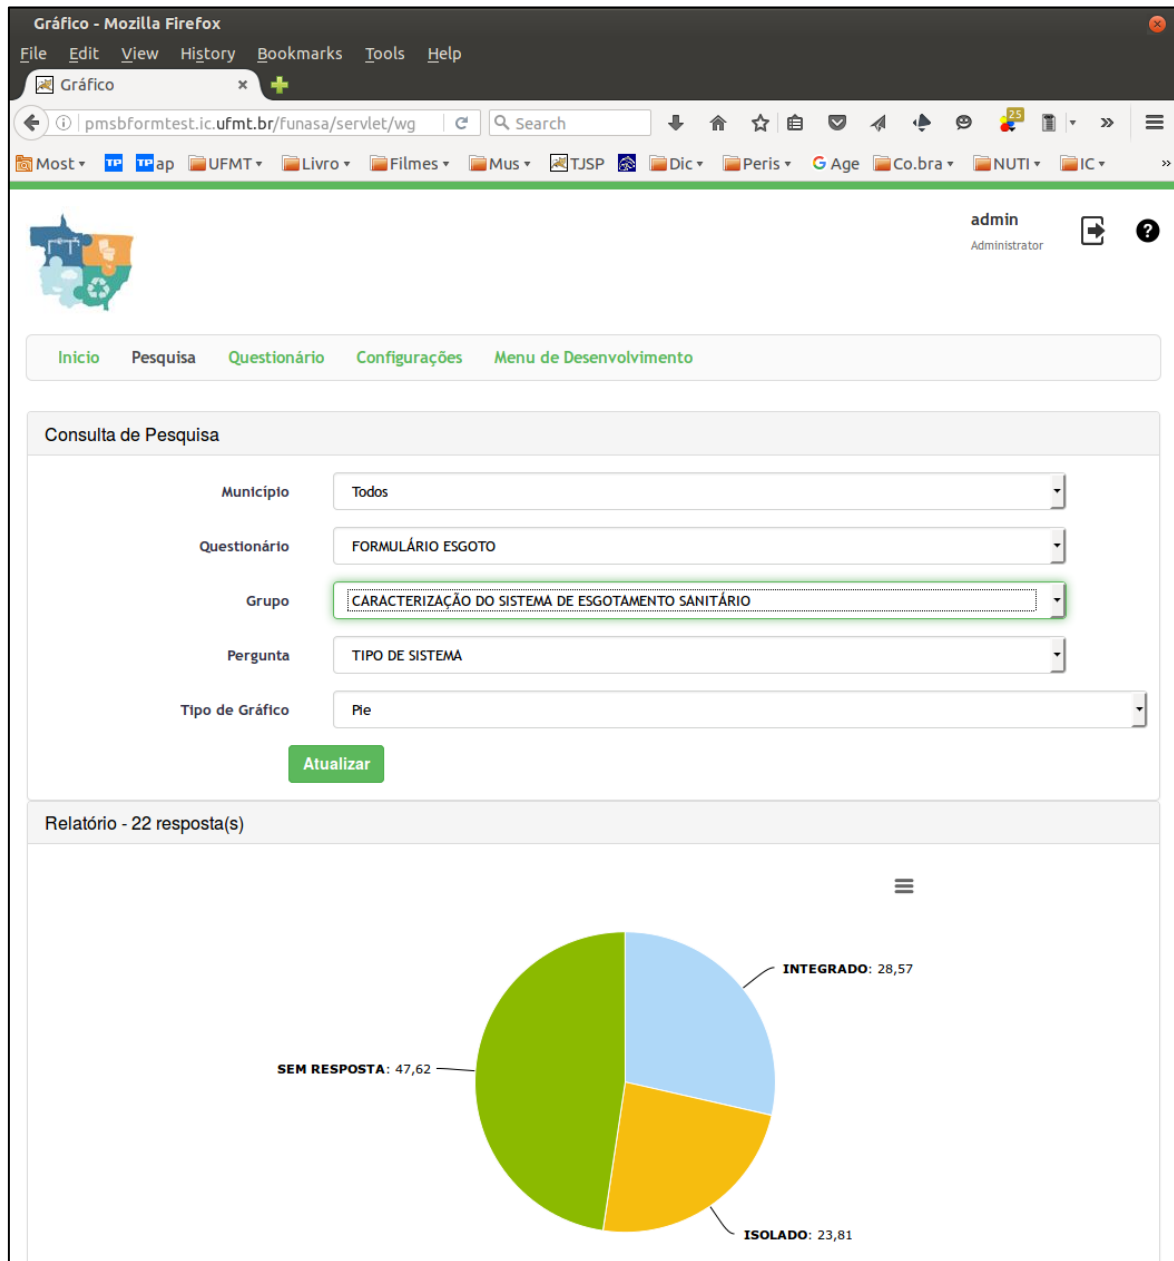 Gráfico - Mozilla Firefox
File Edit View History Bookmarks Tools Help
Gráfico
pmsbformtest.ic.ufmt.br/funasa/servlet/wg Search 25
Most TP TP ap UFMT Livro Filmes Mus TJSP Dic Peris G Age Co.bra NUTI IC »
admin
Administrator
Inicio Pesquisa Questionário Configurações Menu de Desenvolvimento
Consulta de Pesquisa
Município Todos
Questionário FORMULÁRIO ESGOTO
Grupo CARACTERIZAÇÃO DO SISTEMA DE ESGOTAMENTO SANITÁRIO
Pergunta TIPO DE SISTEMA
Tipo de Gráfico Pie
Atualizar
Relatório - 22 resposta(s)
INTEGRADO: 28,57
SEM RESPOSTA: 47,62
ISOLADO: 23,81